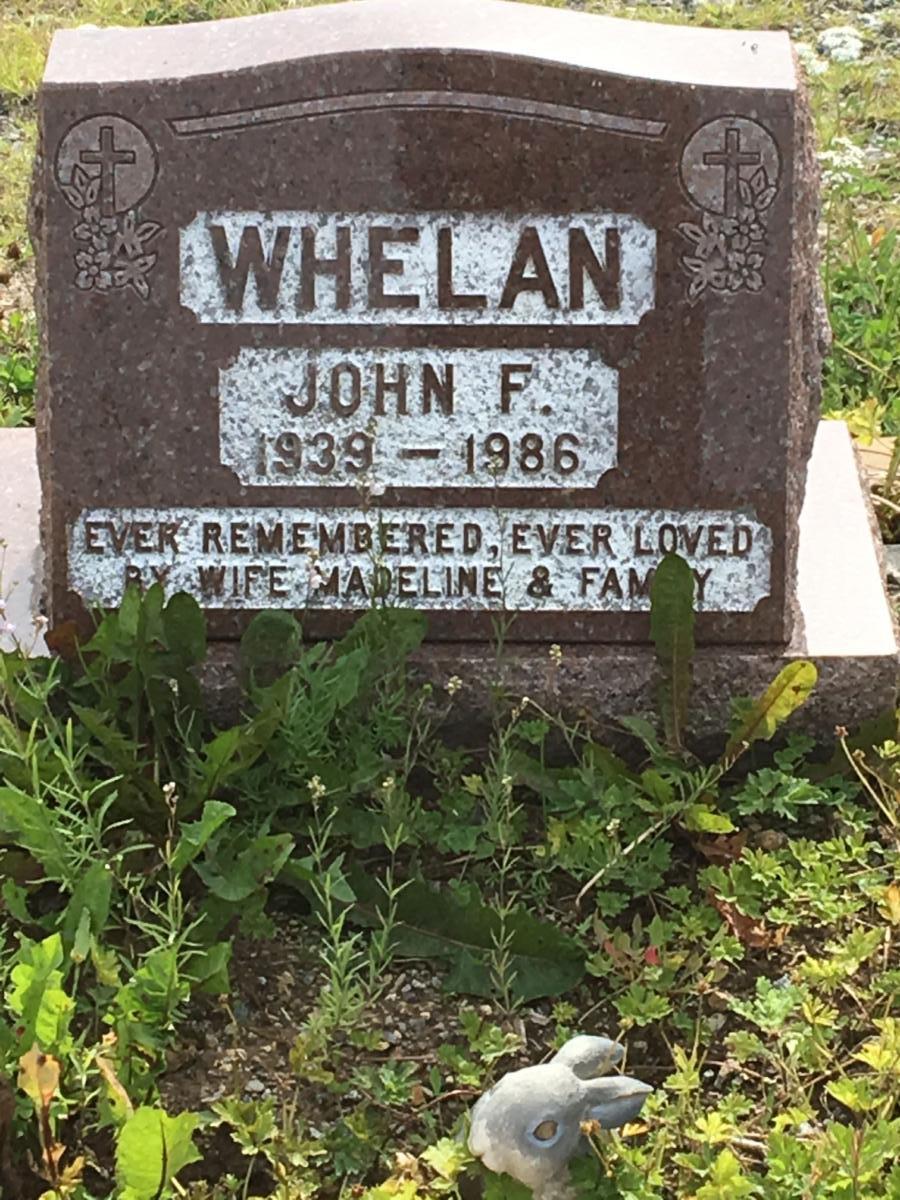 WHELAN
JOHN F.
1939 – 1986
EVER REMEMBERED, EVER LOVED
BY WIFE MADELINE & FAMILY